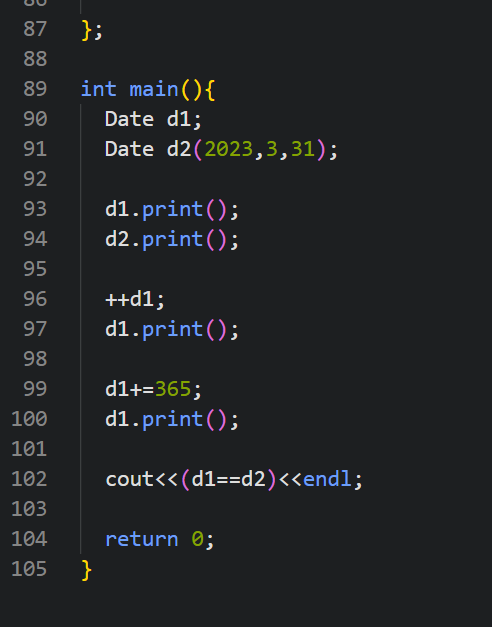 87 };
88
89 int main(){
90 Date d1;
91 Date d2(2023,3,31);
92
93 d1.print();
94 d2.print();
95
96 ++d1;
97 d1.print();
98
99 d1+=365;
100 d1.print();
101
102 cout<<(d1==d2)<<endl;
103
104 return 0;
105 }